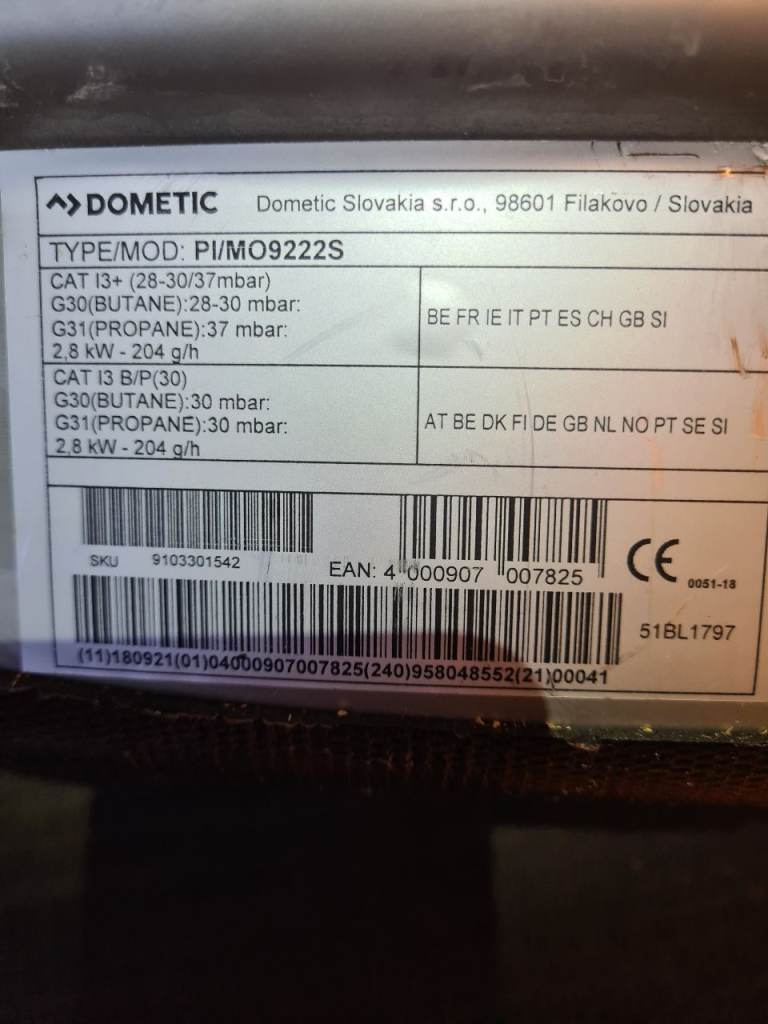 DOMETIC Dometic Slovakia s.r.o., 98601 Filakovo / Slovakia
TYPE/MOD: PI/MO9222S
CAT I3+ (28-30/37mbar)
G30(BUTANE):28-30 mbar:
G31(PROPANE):37 mbar:
2,8 kW - 204 g/h
BE FR IE IT PT ES CH GB SI
CAT I3 B/P(30)
G30(BUTANE):30 mbar:
G31(PROPANE):30 mbar:
2,8 kW - 204 g/h
AT BE DK FI DE GB NL NO PT SE SI
SKU 9103301542
EAN: 4 000907 007825
CE 0051-18
51BL1797
(11)180921(01)04000907007825(240)958048552(21)00041